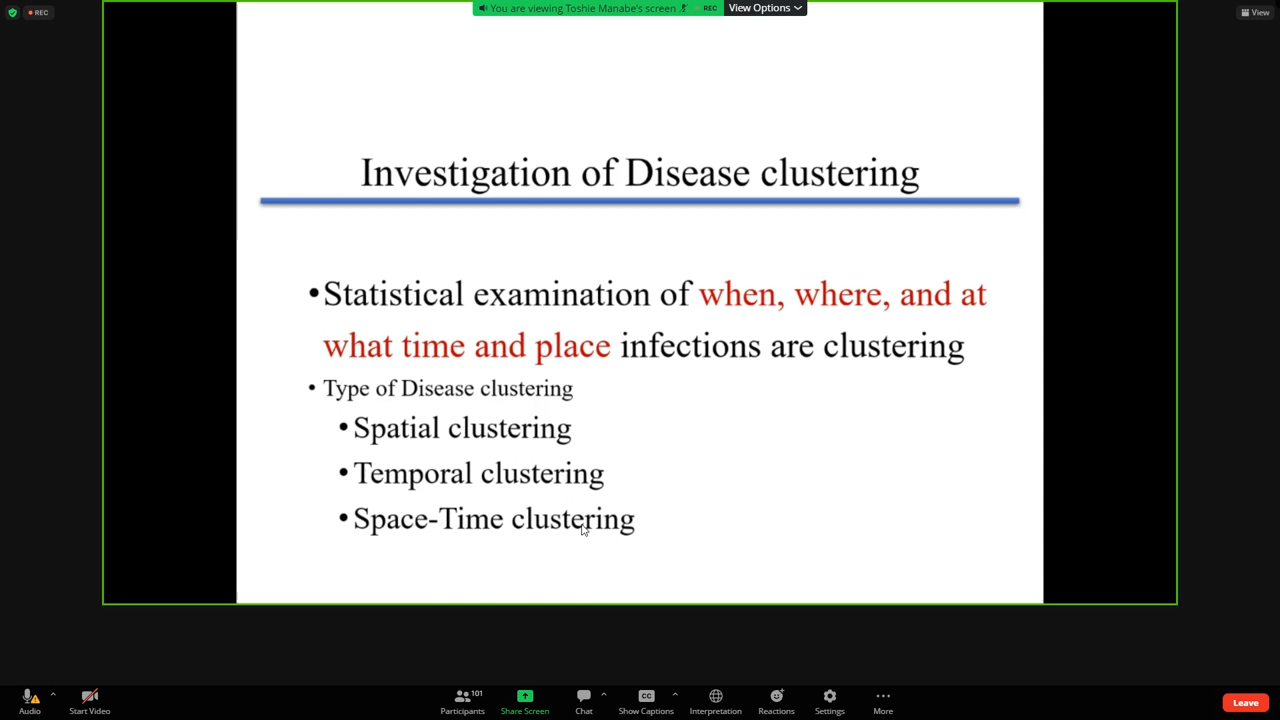 REC
You are viewing Toshie Manabe's screen
REC
View Options
View
Investigation of Disease clustering
•Statistical examination of when, where, and at
what time and place infections are clustering
• Type of Disease clustering
•Spatial clustering
•Temporal clustering
•Space-Time clustering
Audio
Start Video
Participants
101
Share Screen
Chat
CC
Show Captions
Interpretation
Reactions
Settings
More
Leave